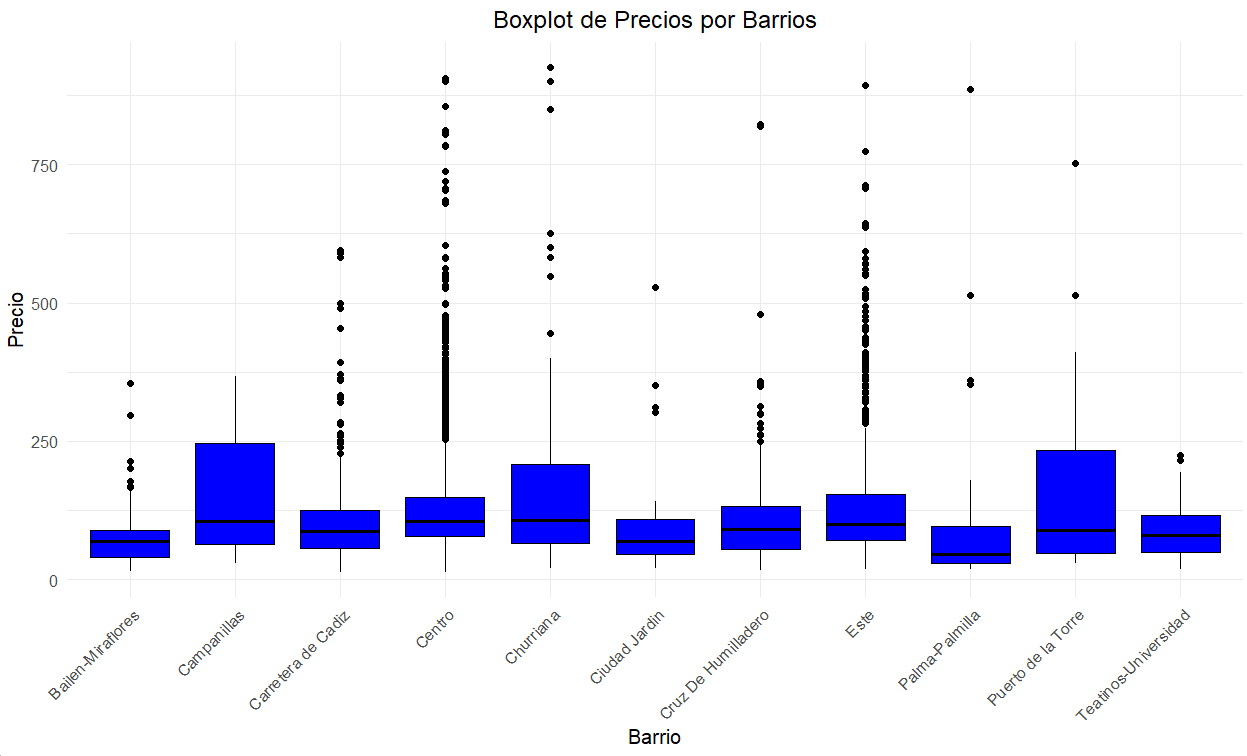 Boxplot de Precios por Barrios
Precio
750
500
250
0
Bailen-Miraflores
Campanillas
Carretera de Cadiz
Centro
Churriana
Ciudad Jardin
Cruz De Humilladero
Este
Palma-Palmilla
Puerto de la Torre
Teatinos-Universidad
Barrio